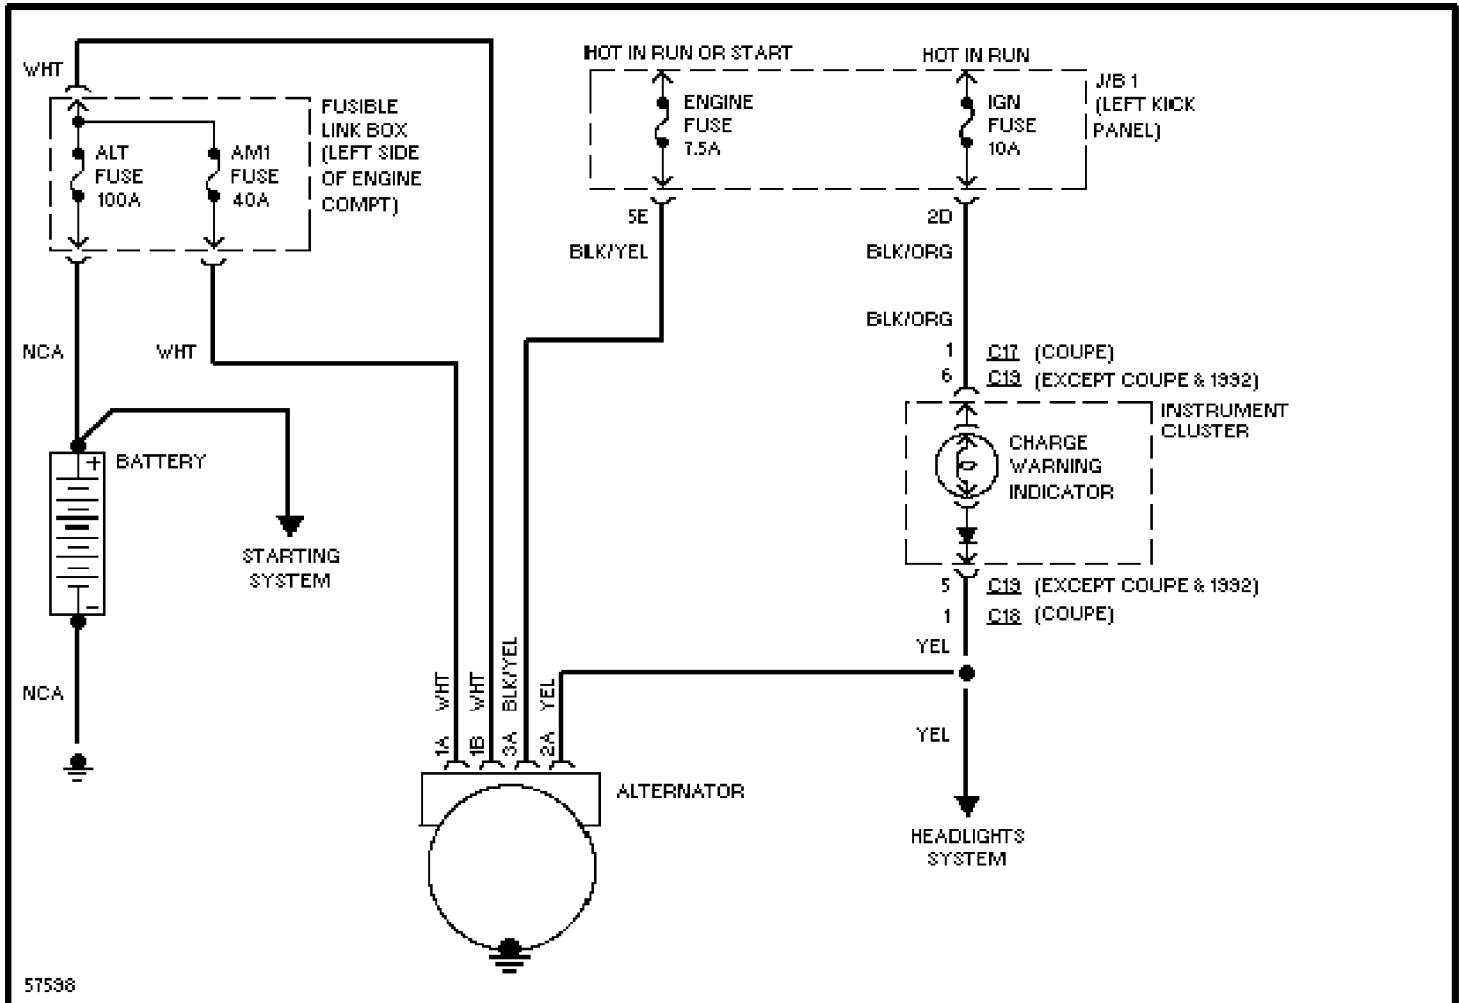 WHT
FUSIBLE
LINK BOX
(LEFT SIDE
OF ENGINE
COMPT)
ALT
FUSE
100A
AM1
FUSE
40A
HOT IN RUN OR START
HOT IN RUN
ENGINE
FUSE
7.5A
IGN
FUSE
10A
J/B 1
(LEFT KICK
PANEL)
5E
2D
BLK/YEL
BLK/ORG
BLK/ORG
NCA
WHT
1 C17 (COUPE)
6 C19 (EXCEPT COUPE & 1992)
INSTRUMENT
CLUSTER
CHARGE
WARNING
INDICATOR
BATTERY
+
-
STARTING
SYSTEM
5 C19 (EXCEPT COUPE & 1992)
1 C18 (COUPE)
YEL
NCA
1A WHT
1B WHT
3A BLK/YEL
2A YEL
YEL
ALTERNATOR
HEADLIGHTS
SYSTEM
57598